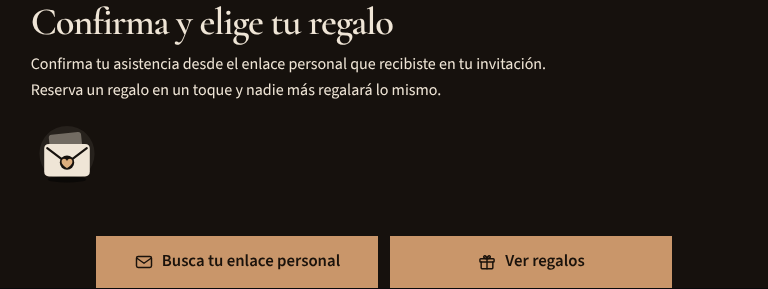 Confirma y elige tu regalo
Confirma tu asistencia desde el enlace personal que recibiste en tu invitación.
Reserva un regalo en un toque y nadie más regalará lo mismo.
Busca tu enlace personal
Ver regalos